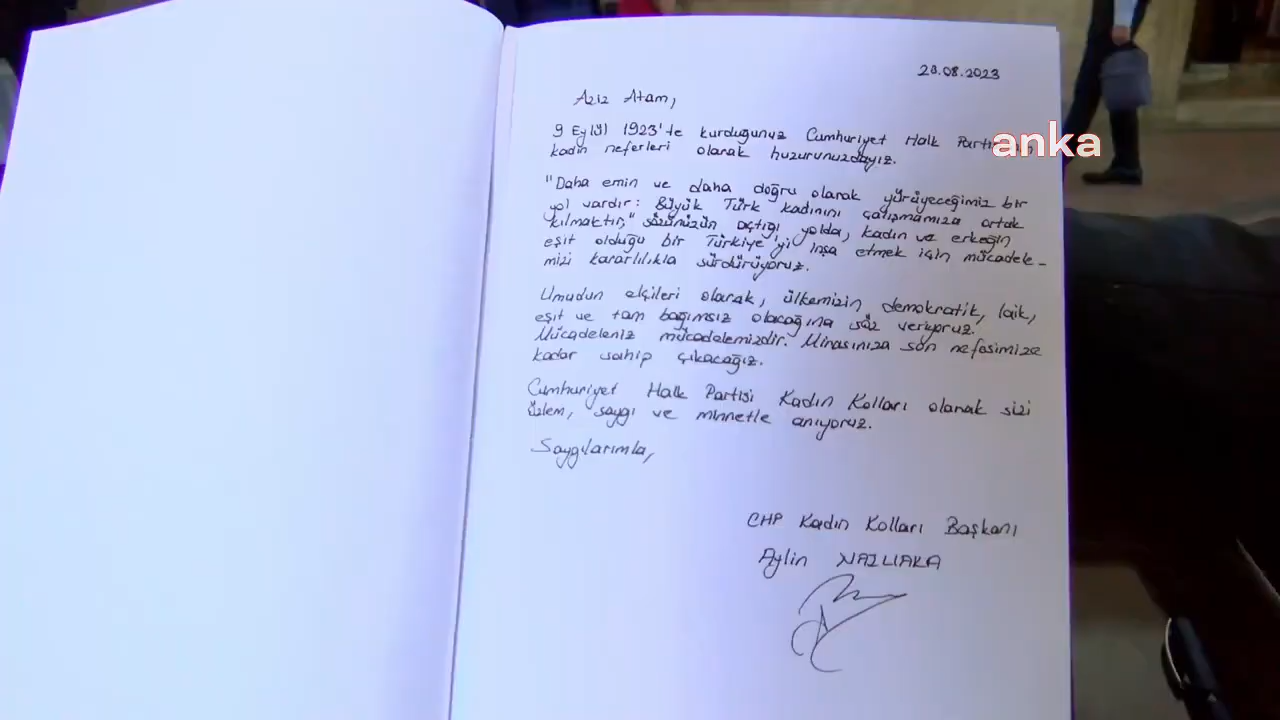 28.08.2023
Aziz Atam,
anka
9 Eylül 1923'te kurduğunuz Cumhuriyet Halk
kadın neferleri olarak huzurunuzdayız.
"Daha emin ve daha doğru olarak yürüyeceğimiz bir
yol vardır: Büyük Türk kadınını çalışmamıza ortak
kılmaktır," sözünüzün açtığı yolda, kadın ve erkeğin
eşit olduğu bir Türkiye'yi inşa etmek için mücadele-
mizi kararlılıkla sürdürüyoruz.
Umudun elçileri olarak, ülkemizin demokratik, laik,
eşit ve tam bağımsız olacağına söz veriyoruz.
Mücadeleniz mücadelemizdir. Mirasınıza son nefesimize
kadar sahip çıkacağız.
Cumhuriyet Halk Partisi Kadın Kolları olarak sizi
özlem, saygı ve minnetle anıyoruz.
Saygılarımla,
CHP Kadın Kolları Başkanı
Aylin NAZLIAKA